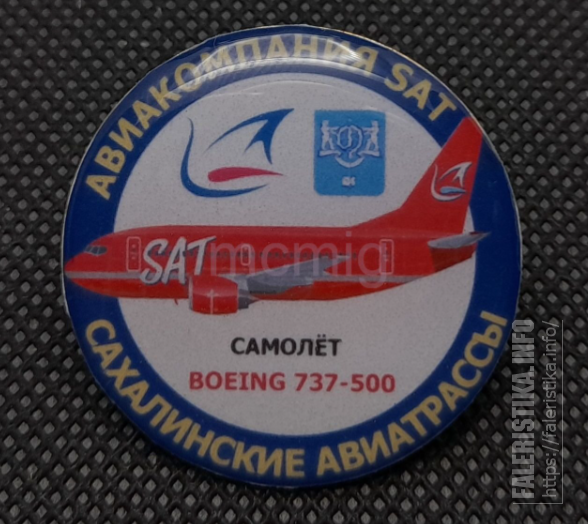 АВИАКОМПАНИЯ SAT
SAT
mcmig
САМОЛЁТ
BOEING 737-500
САХАЛИНСКИЕ АВИАТРАССЫ
FALERISTIKA.INFO
https://faleristika.info/